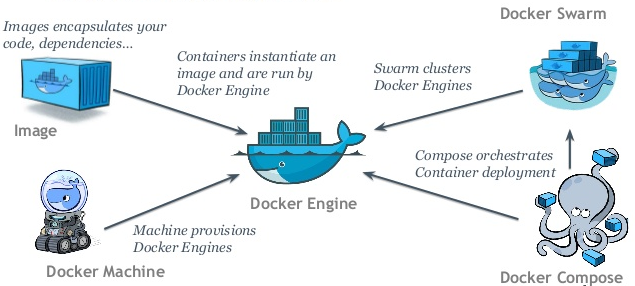 Docker Swarm
Images encapsulates your
code, dependencies...
Containers instantiate an
image and are run by
Docker Engine
Swarm clusters
Docker Engines
Image
Compose orchestrates
Container deployment
Docker Engine
Machine provisions
Docker Engines
Docker Machine
Docker Compose